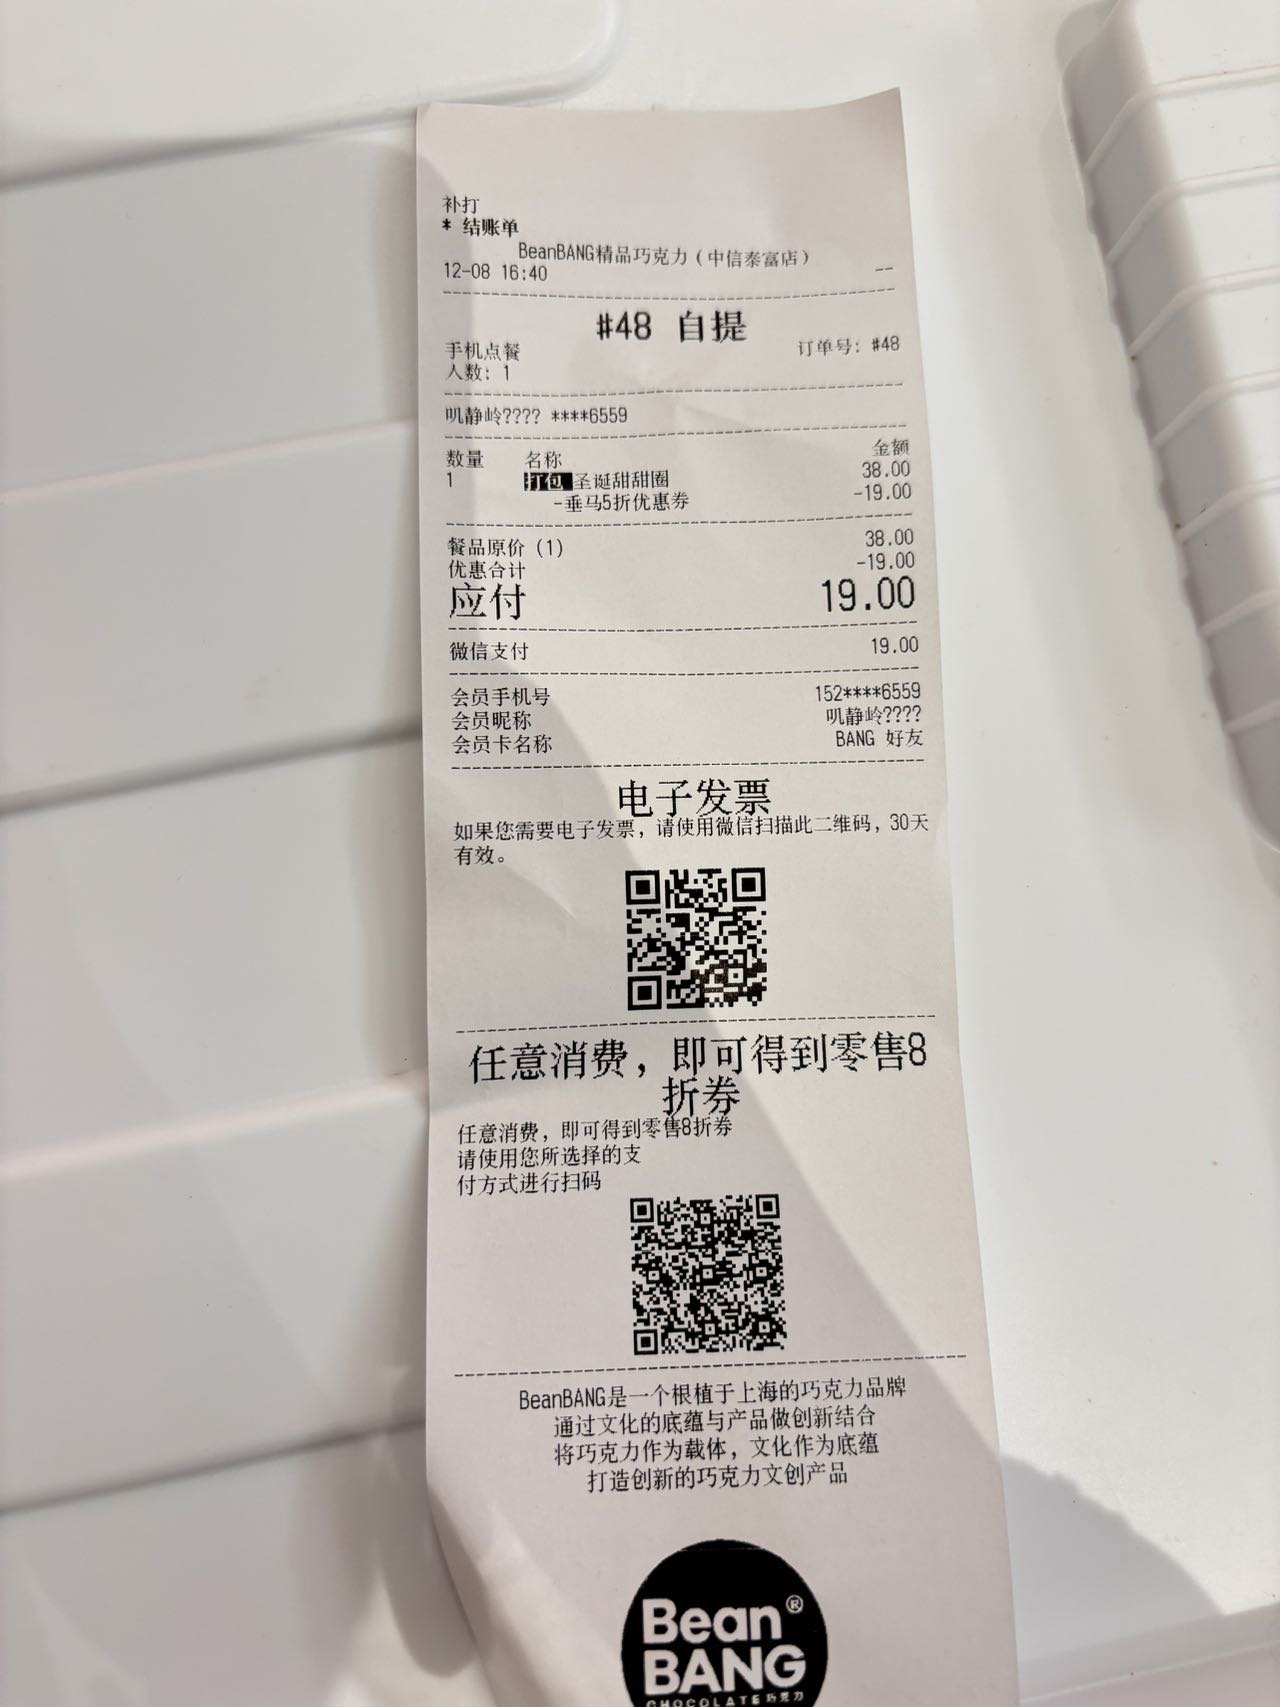 补打
* 结账单
BeanBANG精品巧克力（中信泰富店）
12-08 16:40 --
#48 自提
手机点餐 订单号: #48
人数: 1
叽静岭???? ****6559
数量 名称 金额
1 打包 圣诞甜甜圈 38.00
-垂马5折优惠券 -19.00
餐品原价 (1) 38.00
优惠合计 -19.00
应付 19.00
微信支付 19.00
会员手机号 152****6559
会员昵称 叽静岭????
会员卡名称 BANG 好友
电子发票
如果您需要电子发票，请使用微信扫描此二维码，30天
有效。
任意消费，即可得到零售8
折券
任意消费，即可得到零售8折券
请使用您所选择的支
付方式进行扫码
BeanBANG是一个根植于上海的巧克力品牌
通过文化的底蕴与产品做创新结合
将巧克力作为载体，文化作为底蕴
打造创新的巧克力文创产品
Bean®
BANG
CHOCOLATE 巧克力